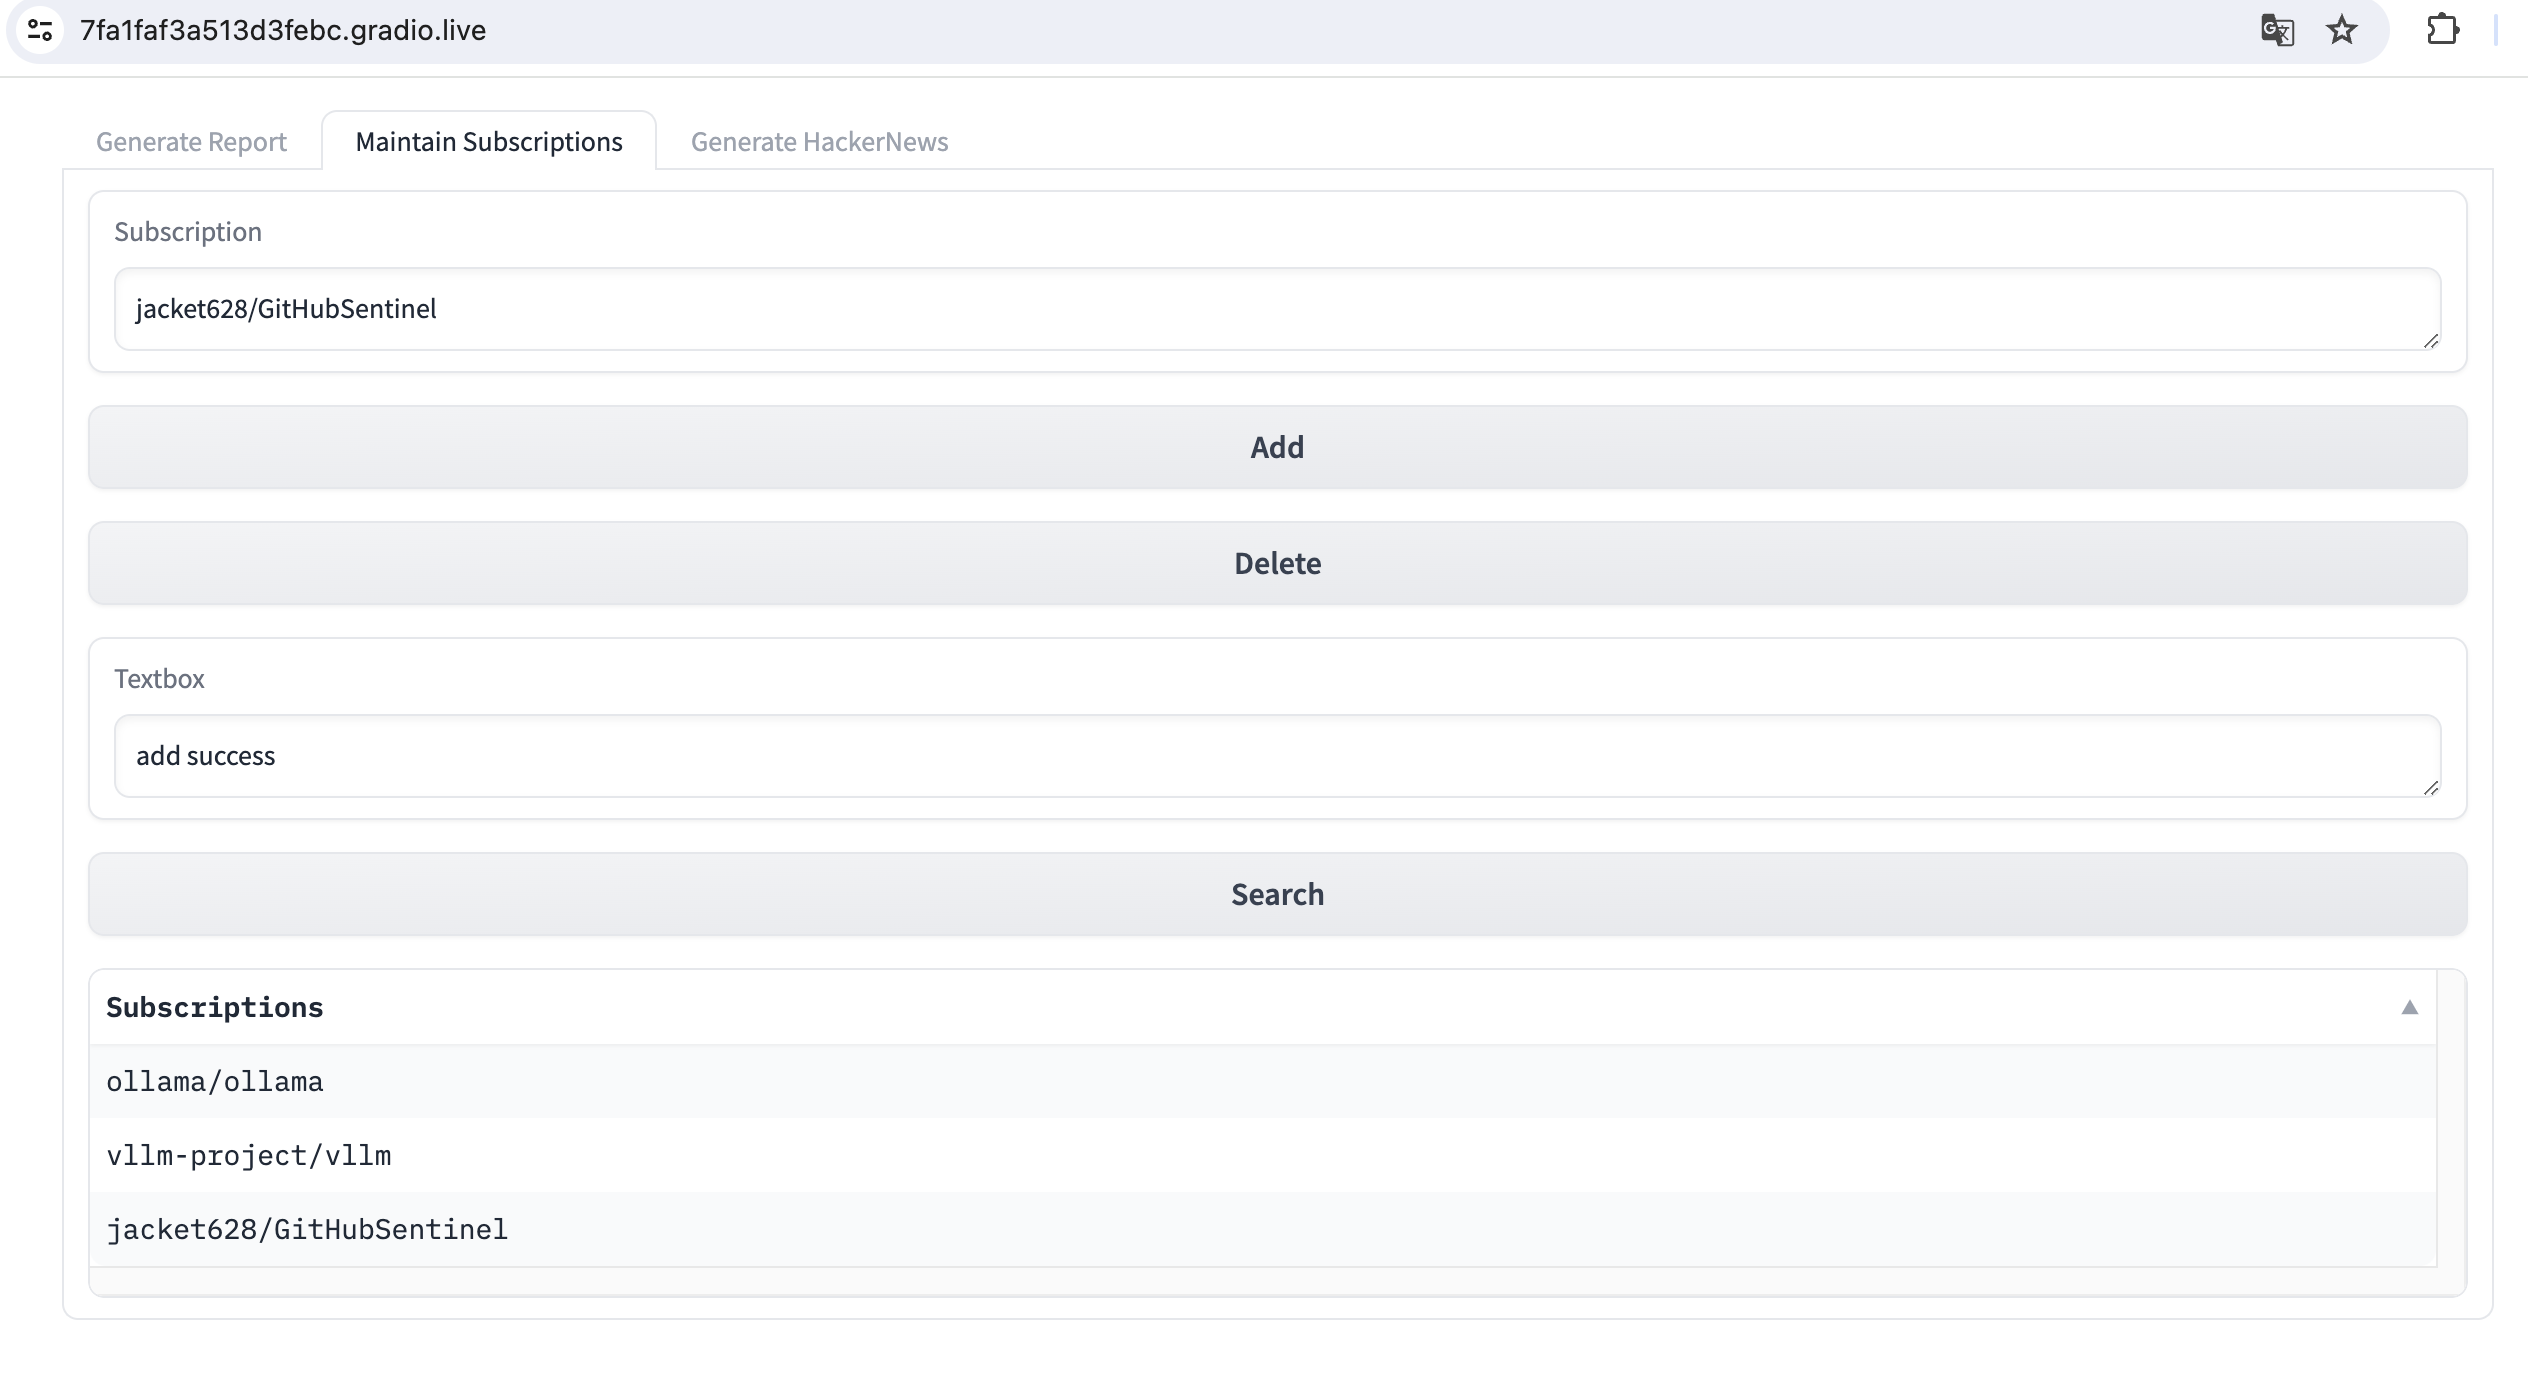 7fa1faf3a513d3febc.gradio.live
Generate Report Maintain Subscriptions Generate HackerNews
Subscription
jacket628/GitHubSentinel
Add
Delete
Textbox
add success
Search
Subscriptions
ollama/ollama
vllm-project/vllm
jacket628/GitHubSentinel